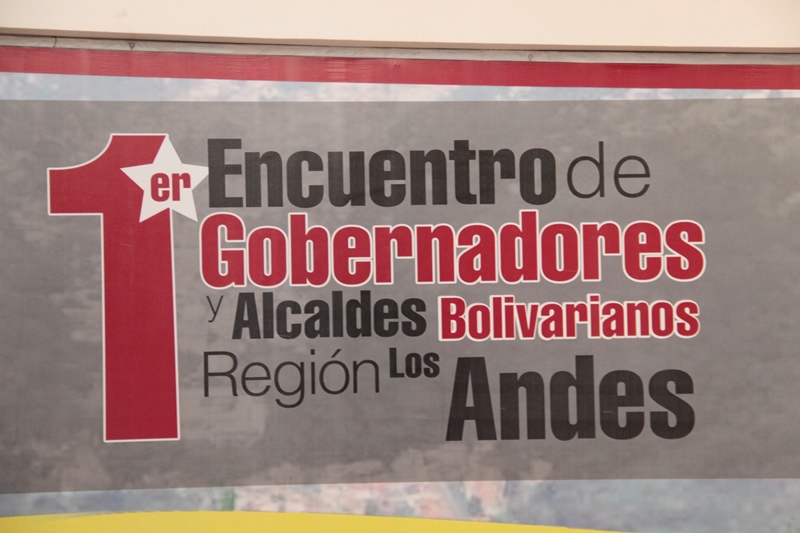 1er Encuentro de
Gobernadores
y Alcaldes Bolivarianos
Región Los Andes